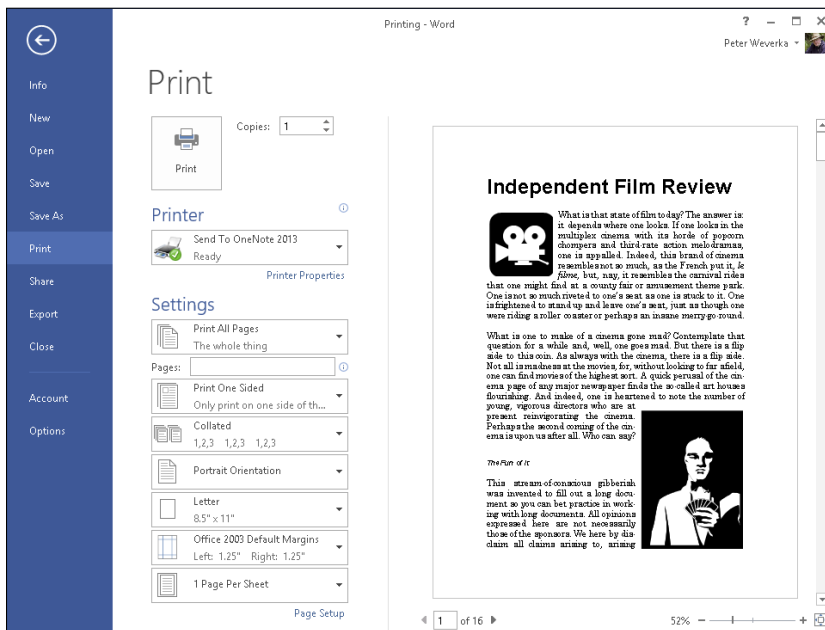 Printing - Word
?
Peter Weverka
Info
New
Open
Save
Save As
Print
Share
Export
Close
Account
Options
Print
Print
Copies: 1
Printer
Send To OneNote 2013
Ready
Printer Properties
Settings
Print All Pages
The whole thing
Pages:
Print One Sided
Only print on one side of th...
Collated
1,2,3 1,2,3 1,2,3
Portrait Orientation
Letter
8.5" x 11"
Office 2003 Default Margins
Left: 1.25" Right: 1.25"
1 Page Per Sheet
Page Setup
Independent Film Review
What is that state of film today? The answer is:
it depends where one looks. If one looks in the
multiplex cinema with its horde of popcorn
chompers and third-rate action melodramas,
one is appalled. Indeed, this brand of cinema
resembles not so much, as the French put it, le
filme, but, nay, it resembles the carnival rides
that one might find at a county fair or amusement theme park.
One is not so much riveted to one's seat as one is stuck to it. One
is frightened to stand up and leave one's seat, just as though one
were riding a roller coaster or perhaps an insane merry-go-round.
What is one to make of a cinema gone mad? Contemplate that
question for a while and, well, one goes mad. But there is a flip
side to this coin. As always with the cinema, there is a flip side.
Not all is madness at the movies, for, without looking to far afield,
one can find movies of the highest sort. A quick perusal of the cin-
ema page of any major newspaper finds the so-called art houses
flourishing. And indeed, one is heartened to note the number of
young, vigorous directors who are at
present reinvigorating the cinema.
Perhaps the second coming of the cin-
ema is upon us after all. Who can say?
The Fun of It
This stream-of-conscious gibberish
was invented to fill out a long docu-
ment so you can bet practice in work-
ing with long documents. All opinions
expressed here are not necessarily
those of the sponsors. We here by dis-
claim all claims arising to, arising
1 of 16
52%